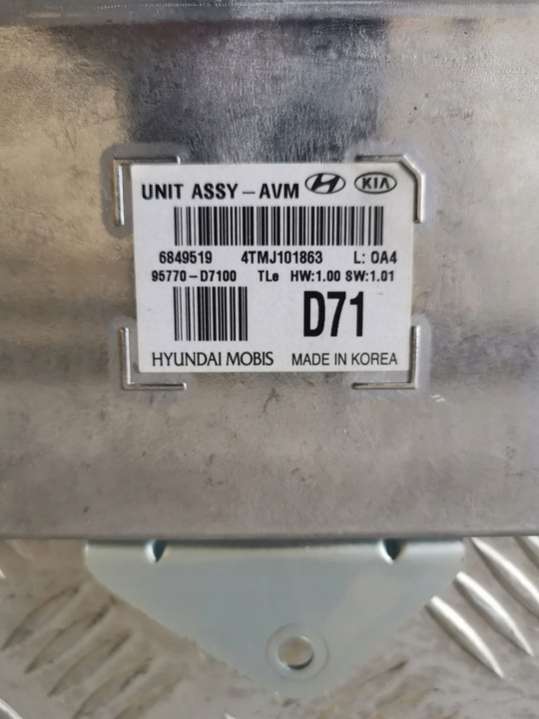 UNIT ASSY-AVM H KIA
6849519 4TMJ101863 L: 0A4
95770-D7100 TLe HW:1.00 SW:1.01
D71
HYUNDAI MOBIS MADE IN KOREA